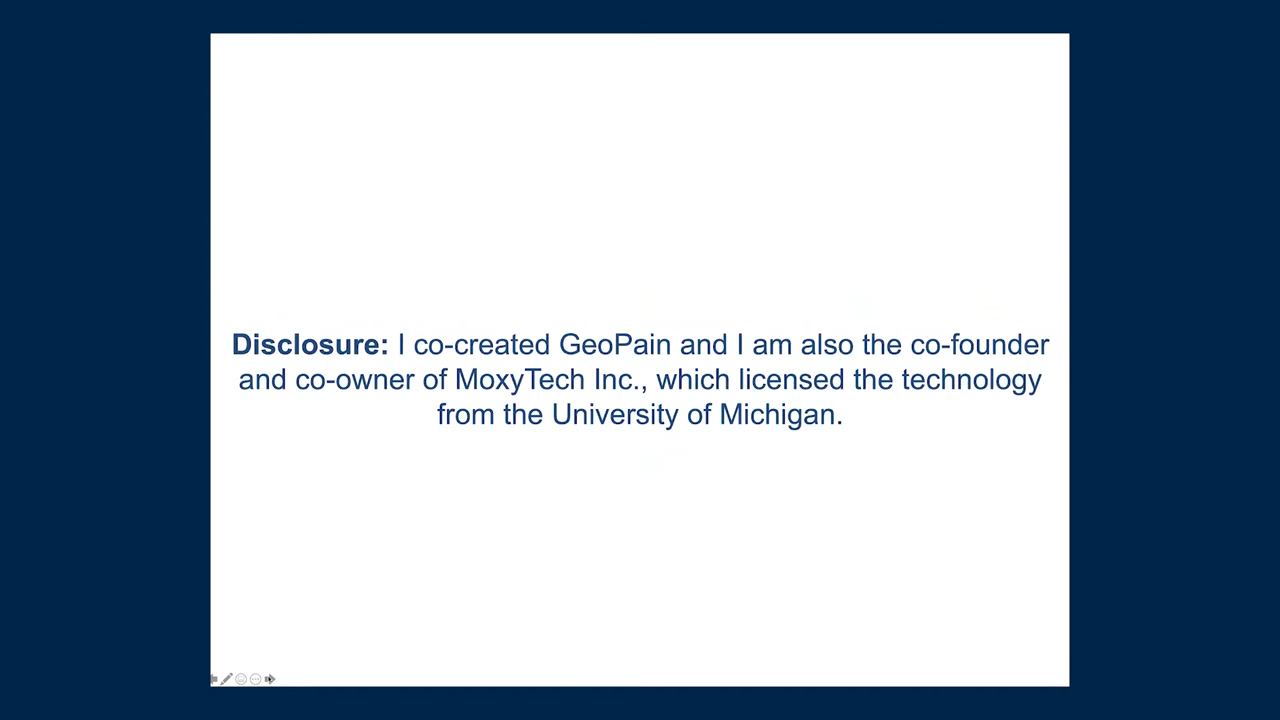 Disclosure: I co-created GeoPain and I am also the co-founder
and co-owner of MoxyTech Inc., which licensed the technology
from the University of Michigan.